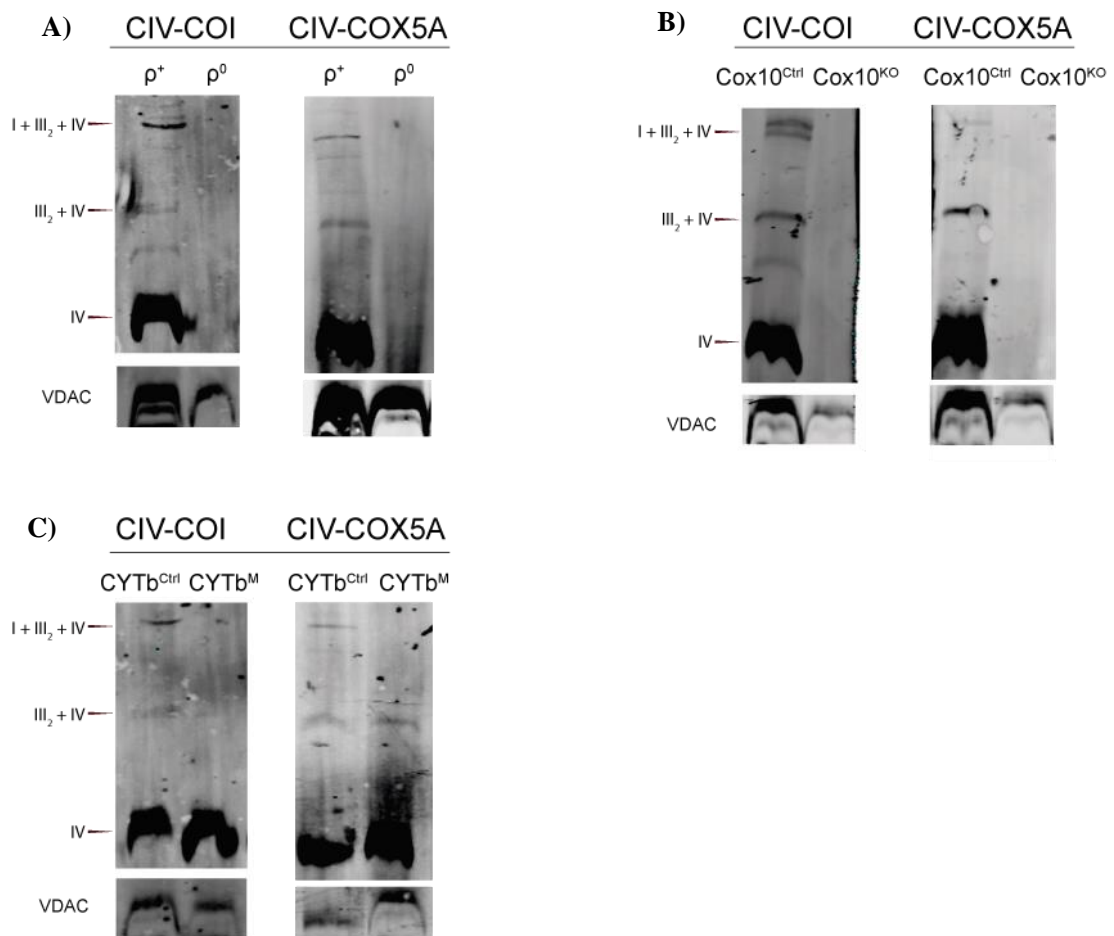 A)
CIV-COI CIV-COX5A
ρ⁺ ρ⁰ ρ⁺ ρ⁰
I + III₂ + IV
III₂ + IV
IV
VDAC
B)
CIV-COI CIV-COX5A
Cox10ᶜᵗʳˡ Cox10ᴷᴼ Cox10ᶜᵗʳˡ Cox10ᴷᴼ
I + III₂ + IV
III₂ + IV
IV
VDAC
C)
CIV-COI CIV-COX5A
CYTbᶜᵗʳˡ CYTbᴹ CYTbᶜᵗʳˡ CYTbᴹ
I + III₂ + IV
III₂ + IV
IV
VDAC